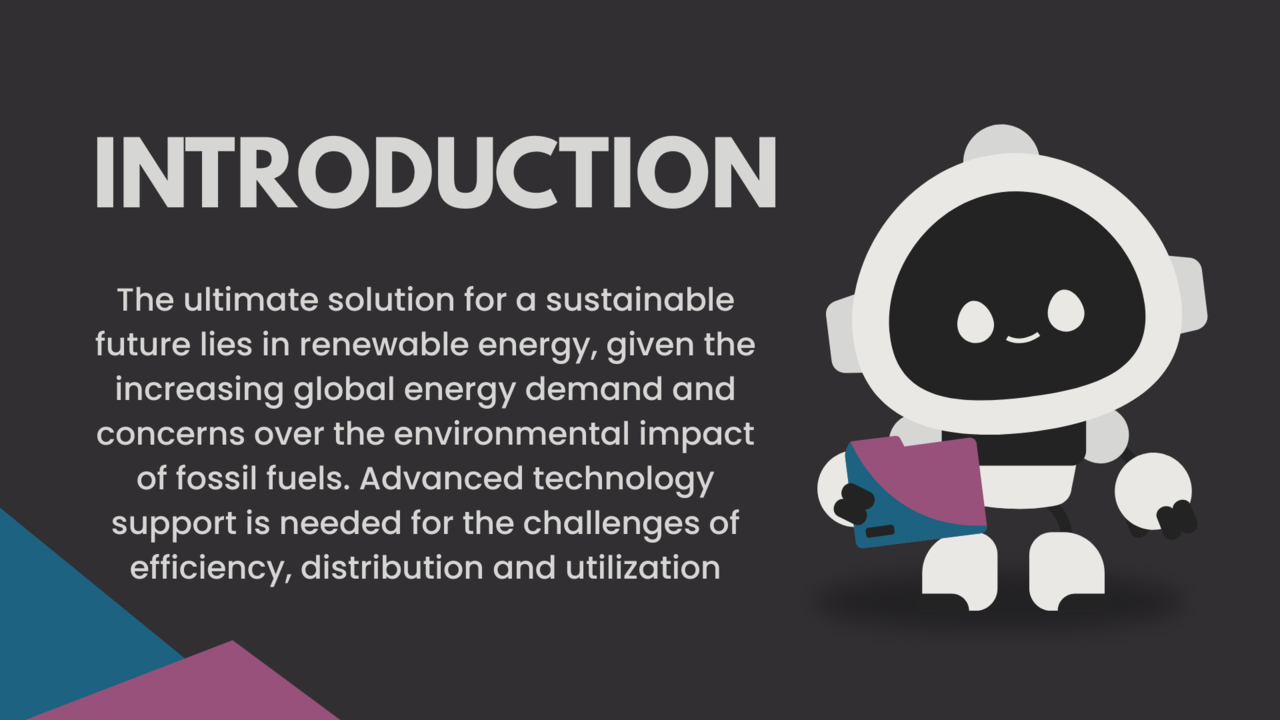 INTRODUCTION
The ultimate solution for a sustainable
future lies in renewable energy, given the
increasing global energy demand and
concerns over the environmental impact
of fossil fuels. Advanced technology
support is needed for the challenges of
efficiency, distribution and utilization